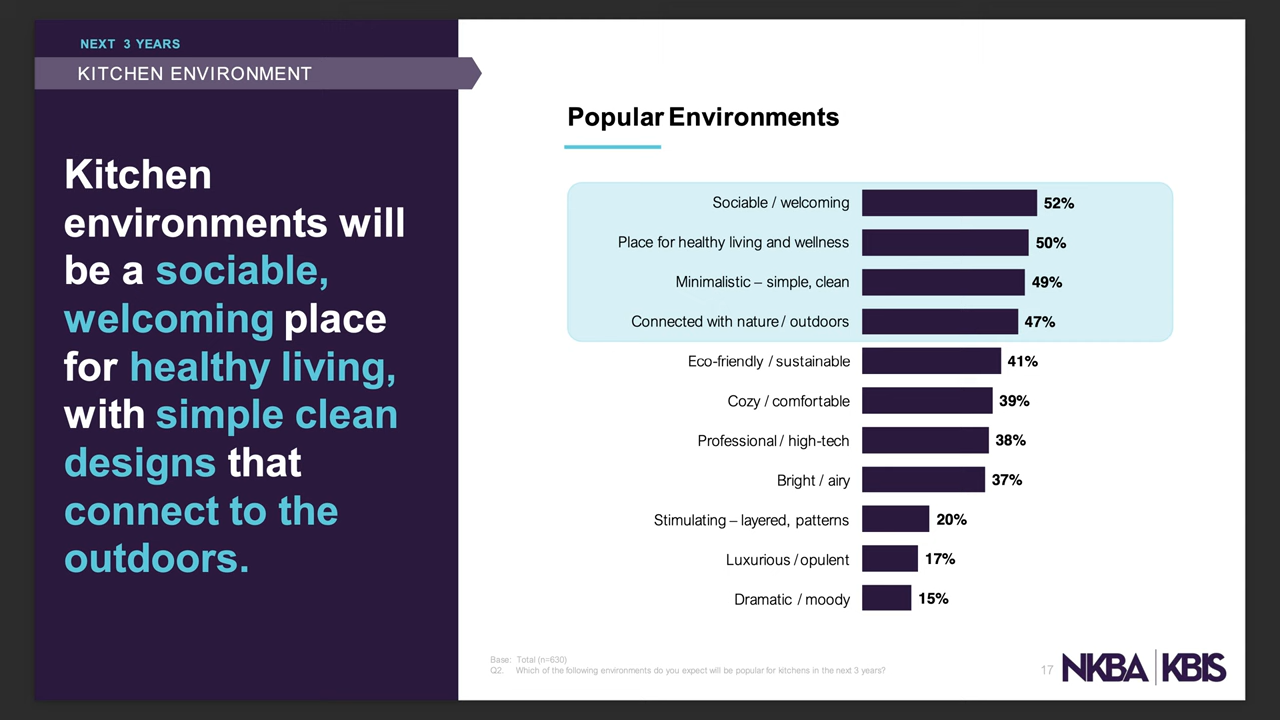 NEXT 3 YEARS
KITCHEN ENVIRONMENT
Kitchen
environments will
be a sociable,
welcoming place
for healthy living,
with simple clean
designs that
connect to the
outdoors.
Popular Environments
Sociable / welcoming 52%
Place for healthy living and wellness 50%
Minimalistic – simple, clean 49%
Connected with nature / outdoors 47%
Eco-friendly / sustainable 41%
Cozy / comfortable 39%
Professional / high-tech 38%
Bright / airy 37%
Stimulating – layered, patterns 20%
Luxurious / opulent 17%
Dramatic / moody 15%
Base: Total (n=630)
Q2. Which of the following environments do you expect will be popular for kitchens in the next 3 years?
17 NKBA | KBIS